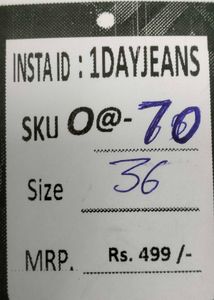 INSTA ID : 1DAYJEANS
SKU O@-70
Size 36
MRP. Rs. 499 /-